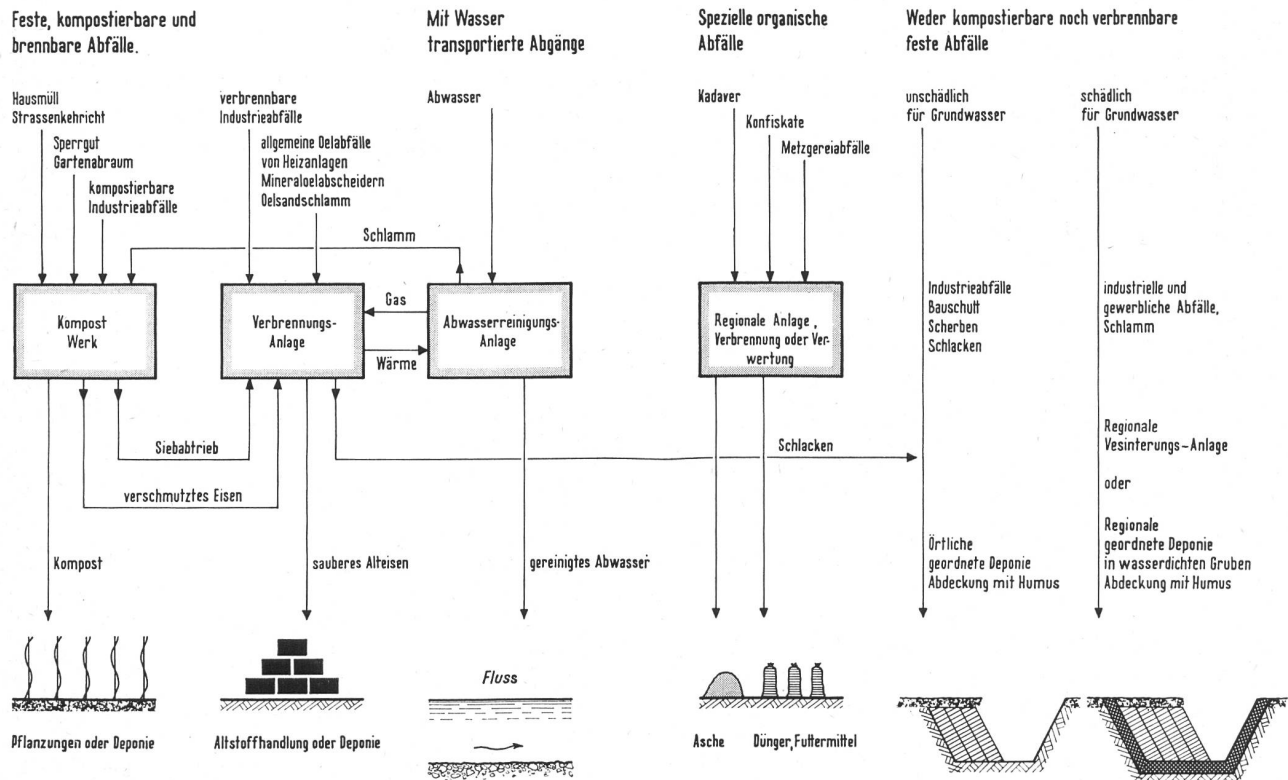 Feste, kompostierbare und
brennbare Abfälle.
Mit Wasser
transportierte Abgänge
Spezielle organische
Abfälle
Weder kompostierbare noch verbrennbare
feste Abfälle
Hausmüll
Strassenkehricht
Sperrgut
Gartenabraum
kompostierbare
Industrieabfälle
verbrennbare
Industrieabfälle
allgemeine Oelabfälle
von Heizanlagen
Mineraloelabscheidern
Oelsandschlamm
Abwasser
Kadaver
Konfiskate
Metzgereiabfälle
unschädlich
für Grundwasser
schädlich
für Grundwasser
Schlamm
Kompost
Werk
Verbrennungs-
Anlage
Gas
Wärme
Abwasserreinigungs-
Anlage
Regionale Anlage,
Verbrennung oder Ver-
wertung
Industrieabfälle
Bauschutt
Scherben
Schlacken
industrielle und
gewerbliche Abfälle,
Schlamm
Siebabtrieb
verschmutztes Eisen
Schlacken
Regionale
Vesinterungs-Anlage
oder
Regionale
geordnete Deponie
in wasserdichten Gruben
Abdeckung mit Humus
Örtliche
geordnete Deponie
Abdeckung mit Humus
Kompost
sauberes Alteisen
gereinigtes Abwasser
Fluss
Pflanzungen oder Deponie
Altstoffhandlung oder Deponie
Asche
Dünger, Futtermittel